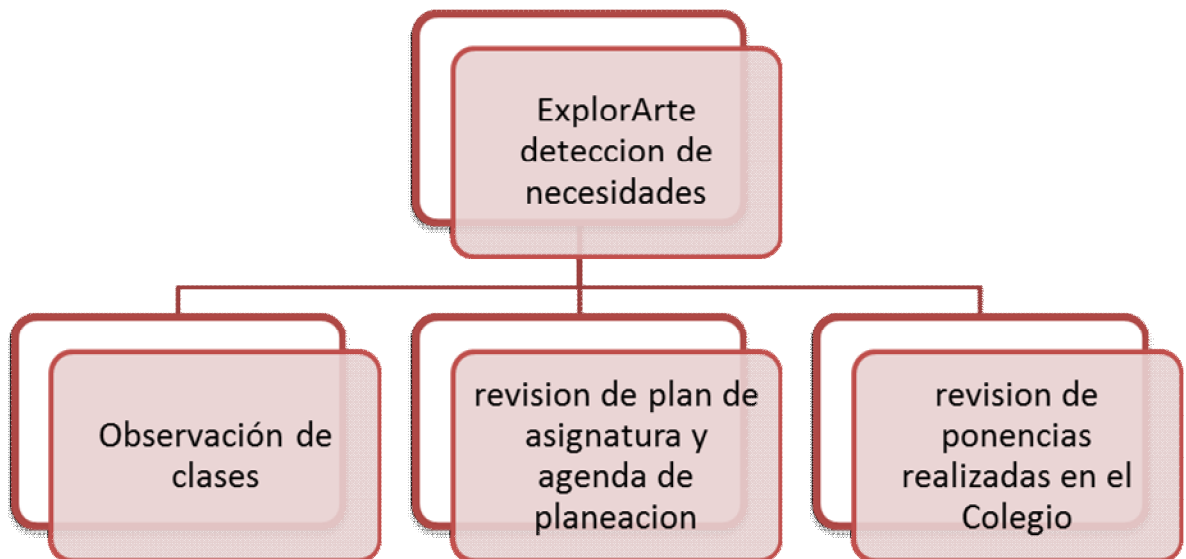 ExplorArte
deteccion de
necesidades
Observación de
clases
revision de plan de
asignatura y
agenda de
planeacion
revision de
ponencias
realizadas en el
Colegio